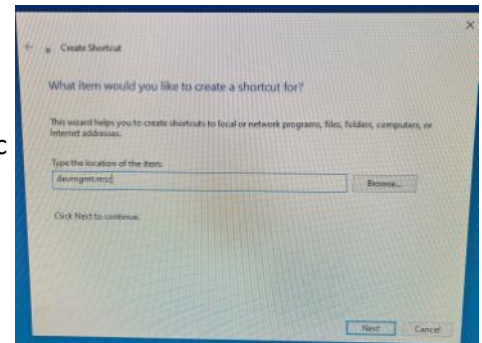 Create Shortcut
What item would you like to create a shortcut for?
This wizard helps you to create shortcuts to local or network programs, files, folders, computers, or
Internet addresses.
c
Type the location of the item:
devmgmt.msc
Browse...
Click Next to continue.
Next
Cancel